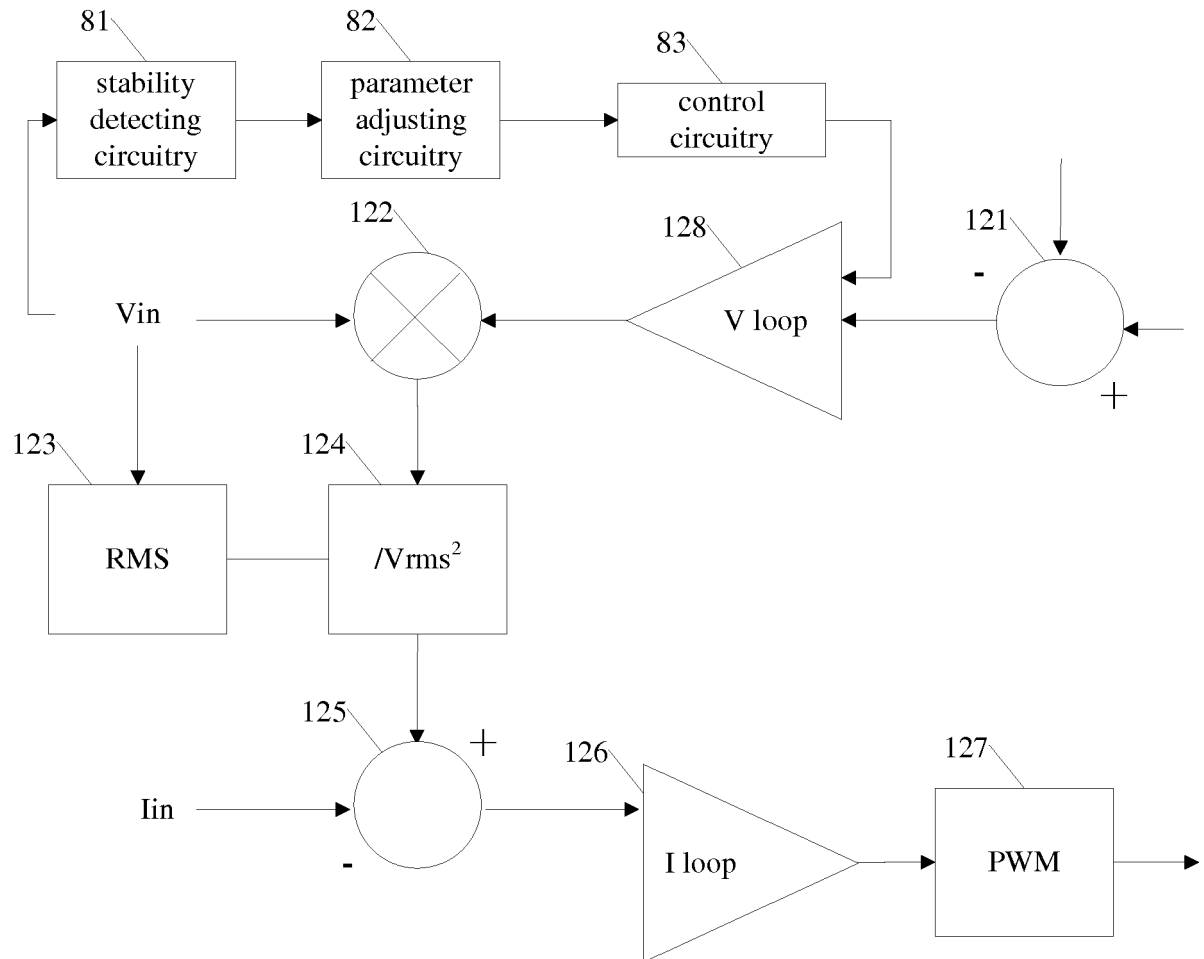 81
82
83
stability
detecting
circuitry
parameter
adjusting
circuitry
control
circuitry
122
128
121
-
Vin
V loop
+
123
124
RMS
/Vrms²
125
+
126
127
Iin
-
I loop
PWM